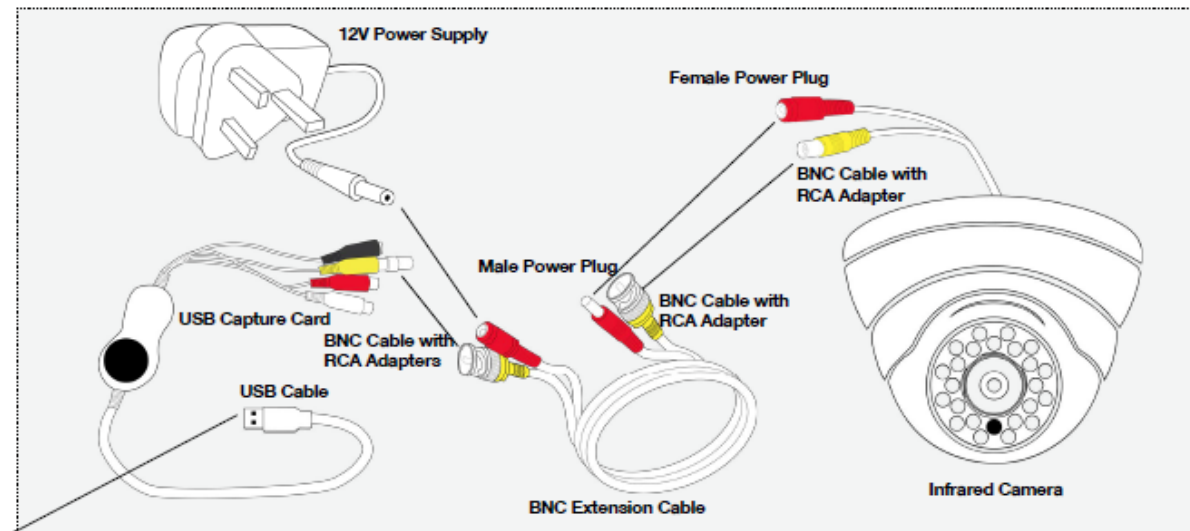 12V Power Supply
Female Power Plug
BNC Cable with
RCA Adapter
Male Power Plug
BNC Cable with
RCA Adapter
USB Capture Card
BNC Cable with
RCA Adapters
USB Cable
BNC Extension Cable
Infrared Camera